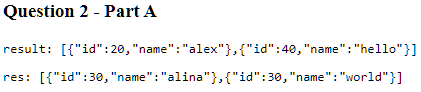 Question 2 - Part A
result: [{"id":20,"name":"alex"},{"id":40,"name":"hello"}]
res: [{"id":30,"name":"alina"},{"id":30,"name":"world"}]